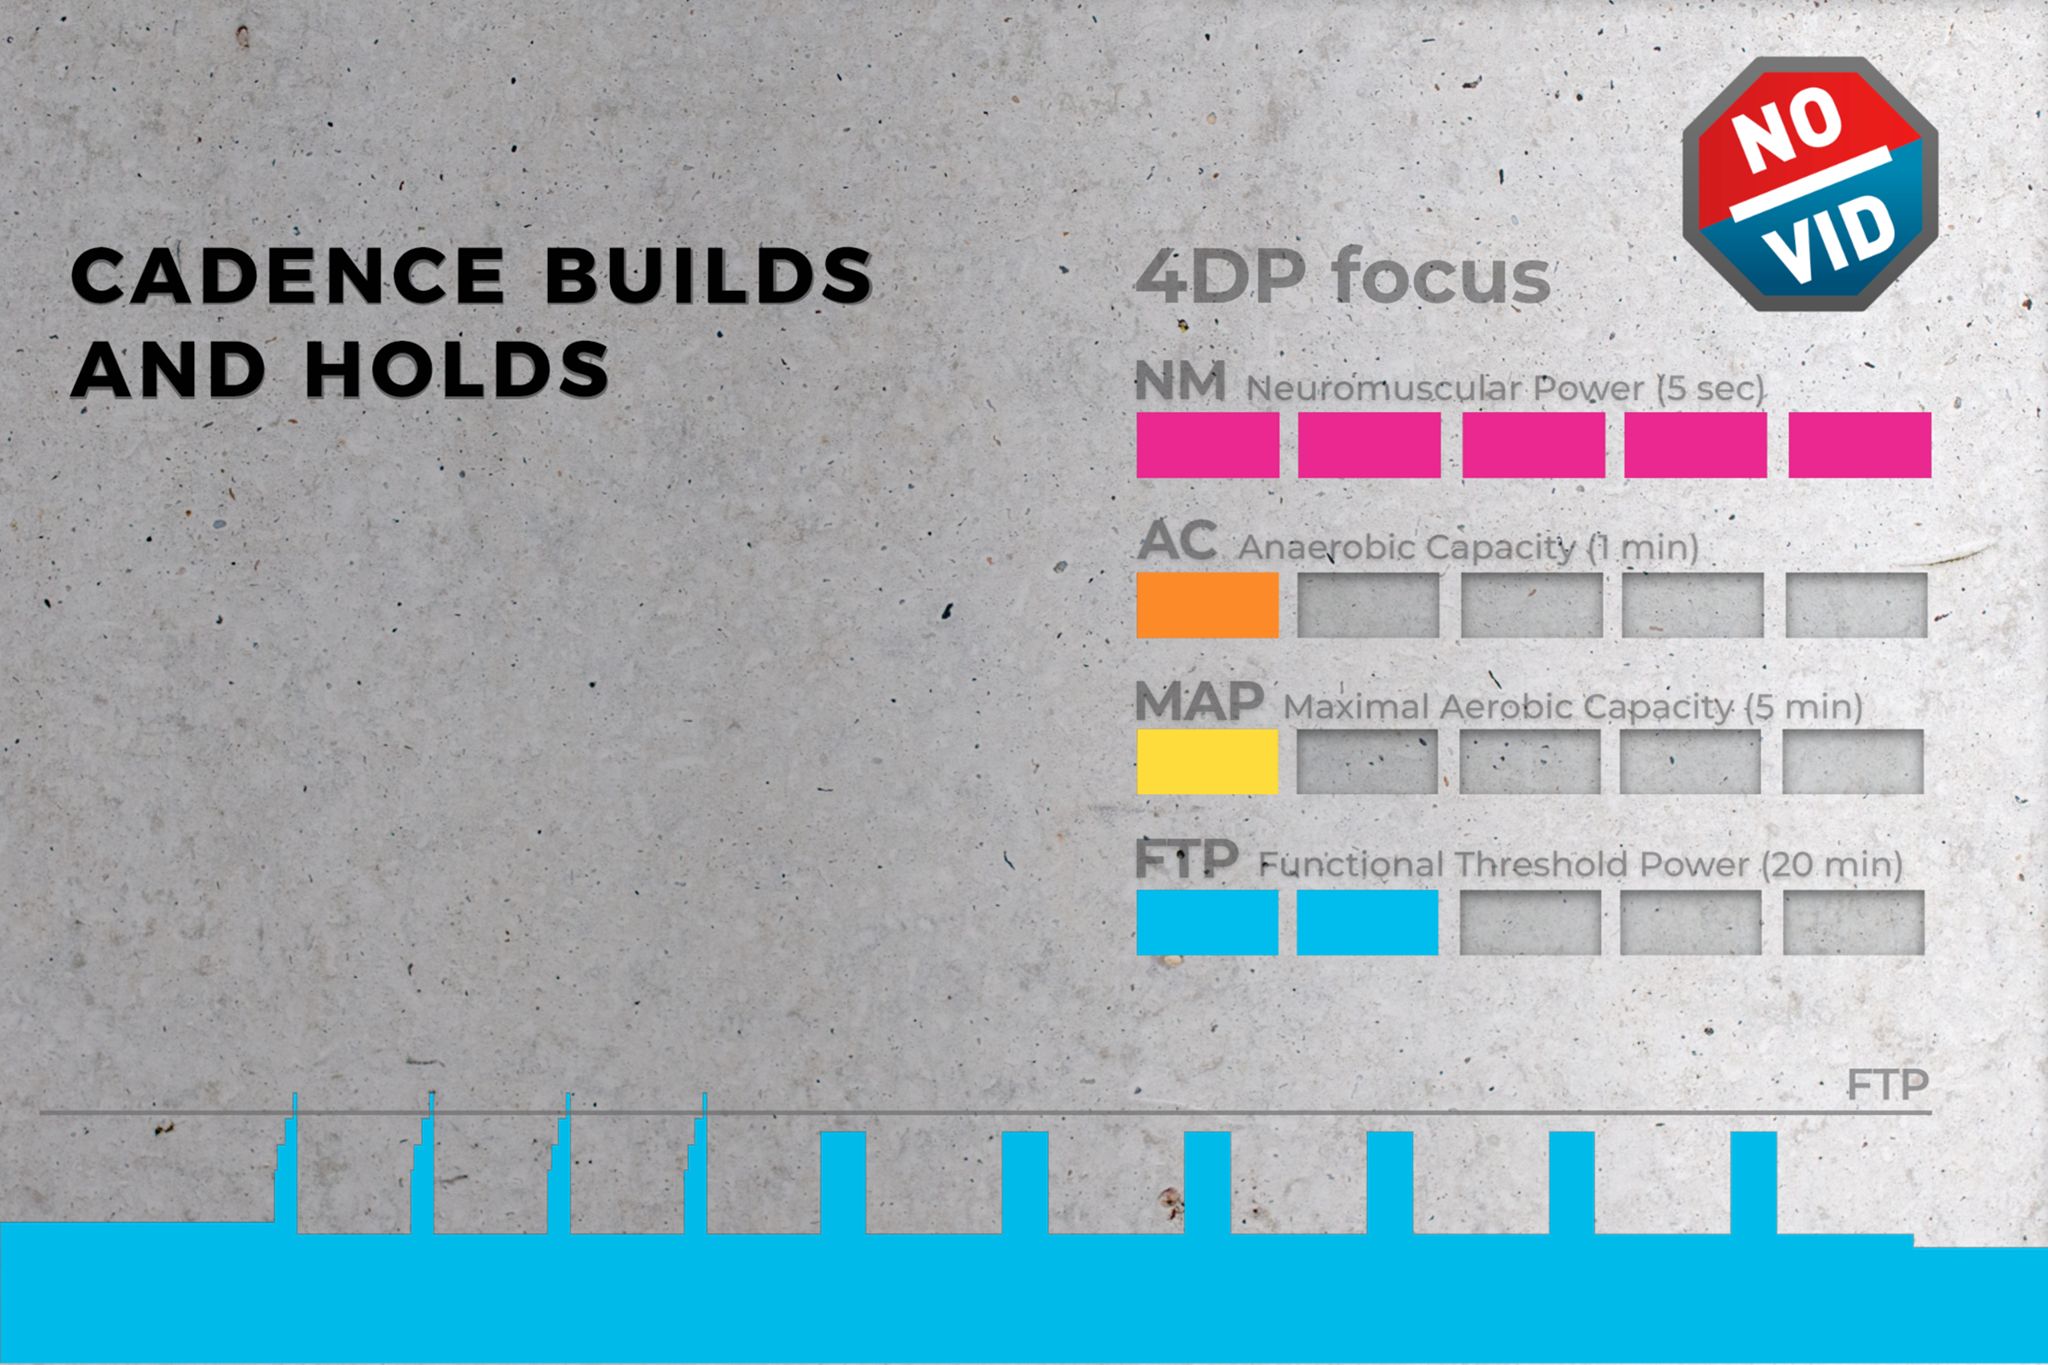 CADENCE BUILDS
AND HOLDS
NO
VID
4DP focus
NM Neuromuscular Power (5 sec)
AC Anaerobic Capacity (1 min)
MAP Maximal Aerobic Capacity (5 min)
FTP Functional Threshold Power (20 min)
FTP